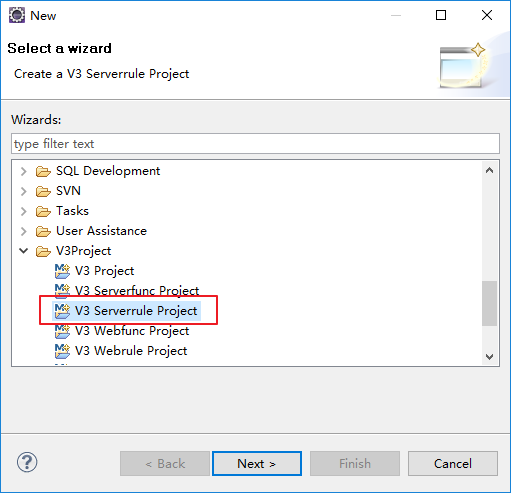 New
Select a wizard
Create a V3 Serverrule Project
Wizards:
type filter text
SQL Development
SVN
Tasks
User Assistance
V3Project
V3 Project
V3 Serverfunc Project
V3 Serverrule Project
V3 Webfunc Project
V3 Webrule Project
?
< Back
Next >
Finish
Cancel